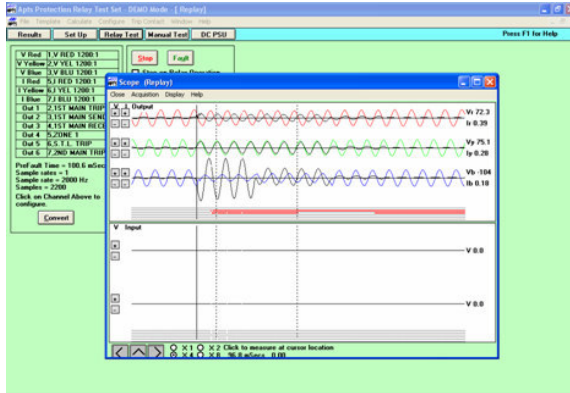 Apts Protection Relay Test Set - DEMO Mode - [ Replay]
File Template Calculate Configure Trip Contact Window Help
Results Set Up Relay Test Manual Test DC PSU Press F1 for Help
V Red 1,V RED 1200:1
V Yellow 2,V YEL 1200:1
V Blue 3,V BLU 1200:1
I Red 5,I RED 1200:1
I Yellow 6,I YEL 1200:1
I Blue 7,I BLU 1200:1
Out 1 1,1ST MAIN TRIP
Out 2 3,1ST MAIN SEND
Out 3 4,1ST MAIN RECE
Out 4 5,ZONE 1
Out 5 6,S.T.L. TRIP
Out 6 7,2ND MAIN TRIP
PreFault Time = 100.6 mSec
Sample rates = 1
Sample rate = 2000 Hz
Samples = 2200
Click on Channel Above to
configure.
Convert
Stop Fault
Stop on Relay Operation
Scope (Replay)
Close Acquisition Display Help
V I Output
Vr 72.3
Ir 0.39
Vy 75.1
Iy 0.28
Vb -104
Ib 0.18
V Input
V 0.0
V 0.0
X 1 X 2 Click to measure at cursor location
X 4 X 8 96.8 mSecs 0.00